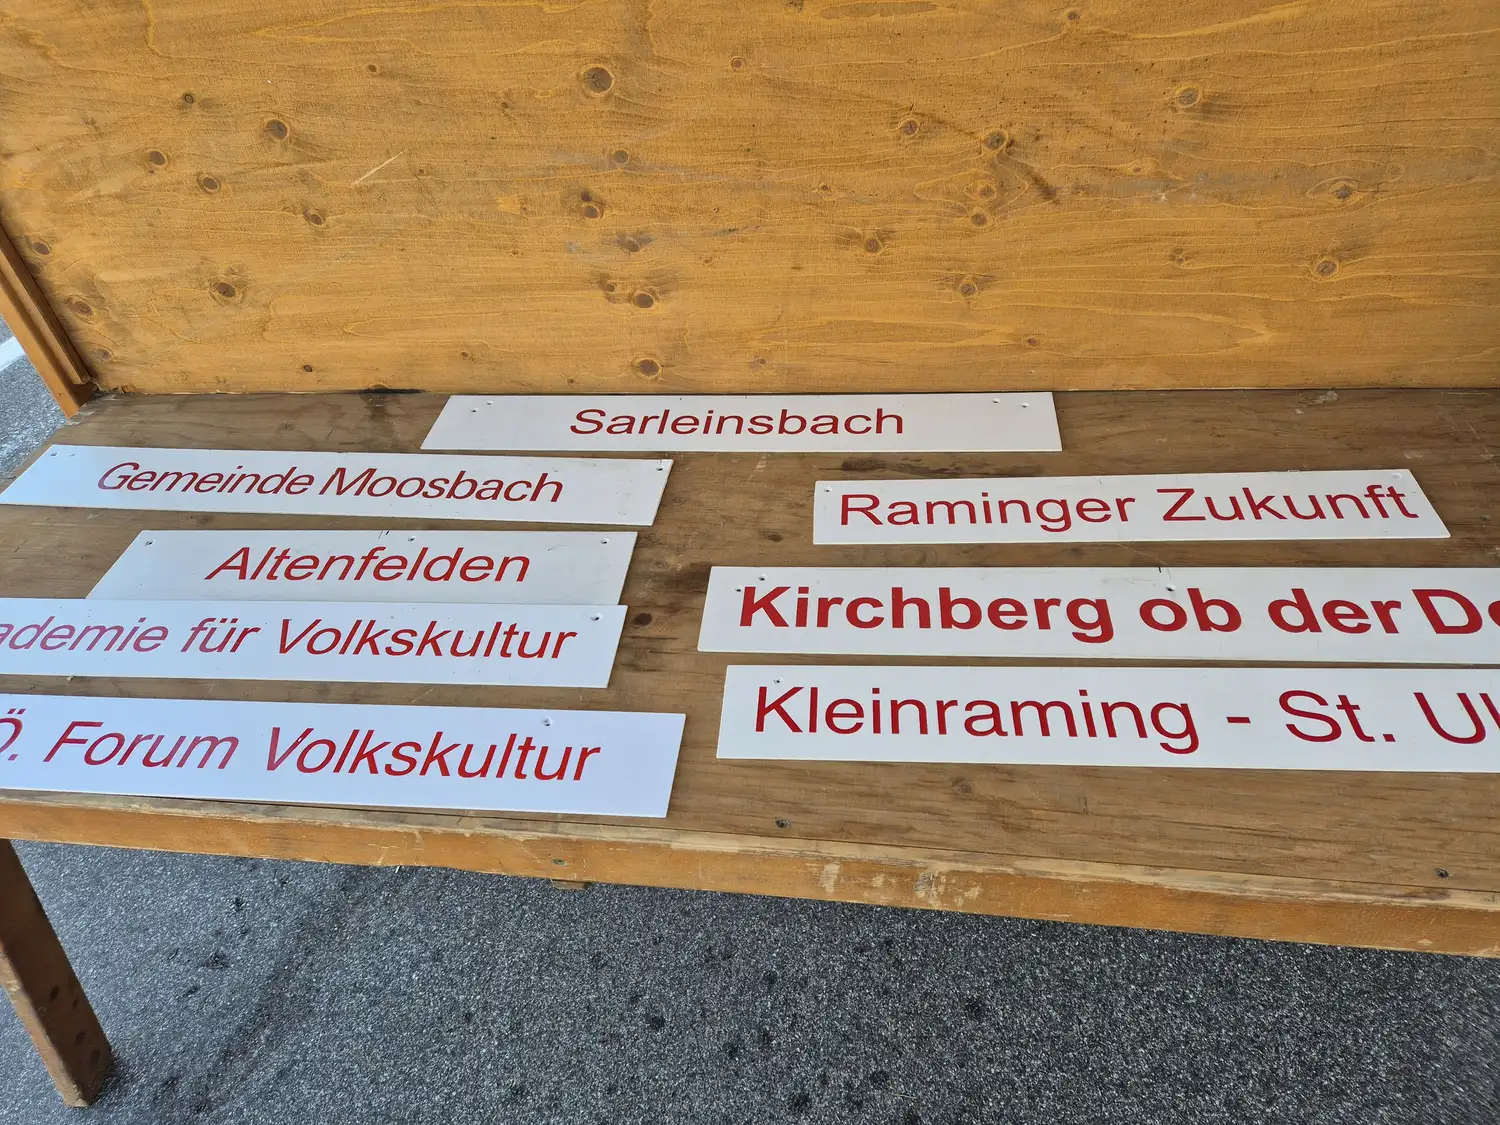 Sarleinsbach
Gemeinde Moosbach
Raminger Zukunft
Altenfelden
Kirchberg ob der
ademie für Volkskultur
Kleinraming - St.
Ö. Forum Volkskultur